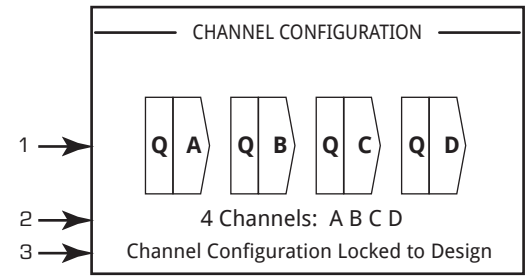 CHANNEL CONFIGURATION
1 Q A Q B Q C Q D
2 4 Channels: A B C D
3 Channel Configuration Locked to Design